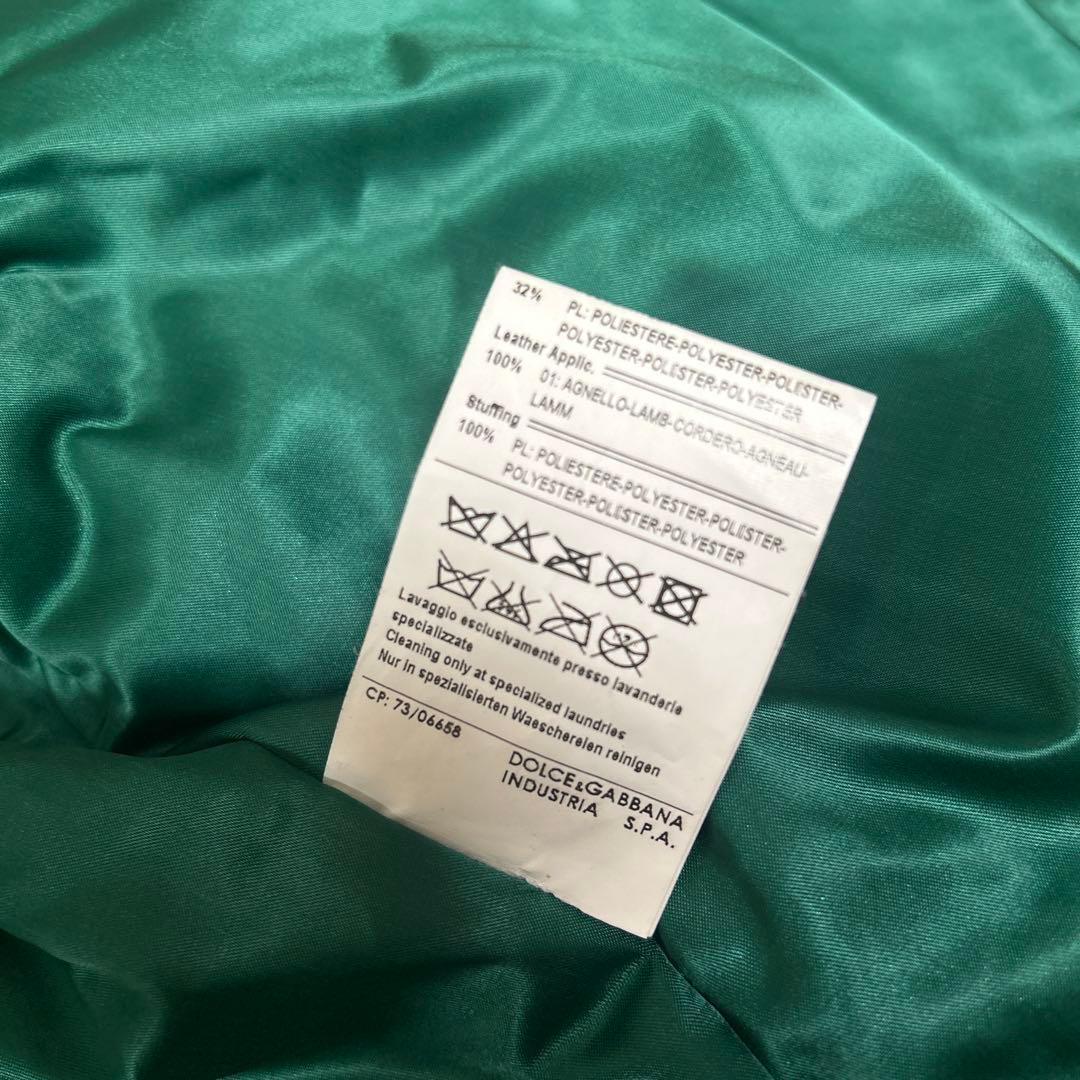 32% PL: POLIESTERE-POLYESTER-POLIESTER-
POLYESTER-POLIESTER-POLYESTER
Leather Applic.
100% 01: AGNELLO-LAMB-CORDERO-AGNEAU-
LAMM
Stuffing
100% PL: POLIESTERE-POLYESTER-POLIESTER-
POLYESTER-POLIESTER-POLYESTER
Lavaggio esclusivamente presso lavanderie
specializzate
Cleaning only at specialized laundries
Nur in spezialisierten Waeschereien reinigen
CP: 73/06658
DOLCE&GABBANA
INDUSTRIA S.P.A.